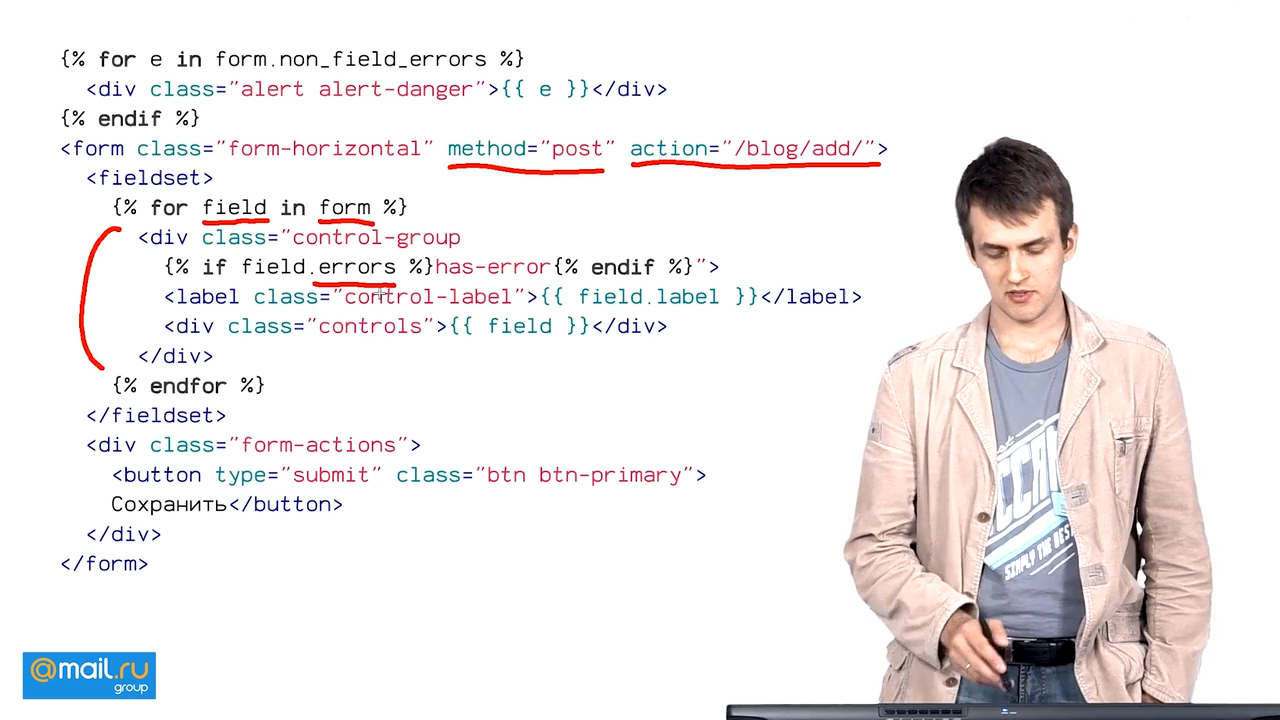 {% for e in form.non_field_errors %}
<div class="alert alert-danger">{{ e }}</div>
{% endif %}
<form class="form-horizontal" method="post" action="/blog/add/">
<fieldset>
{% for field in form %}
<div class="control-group
{% if field.errors %}has-error{% endif %}">
<label class="control-label">{{ field.label }}</label>
<div class="controls">{{ field }}</div>
</div>
{% endfor %}
</fieldset>
<div class="form-actions">
<button type="submit" class="btn btn-primary">
Сохранить</button>
</div>
</form>
@mail.ru
group
SIMPLY THE BEST